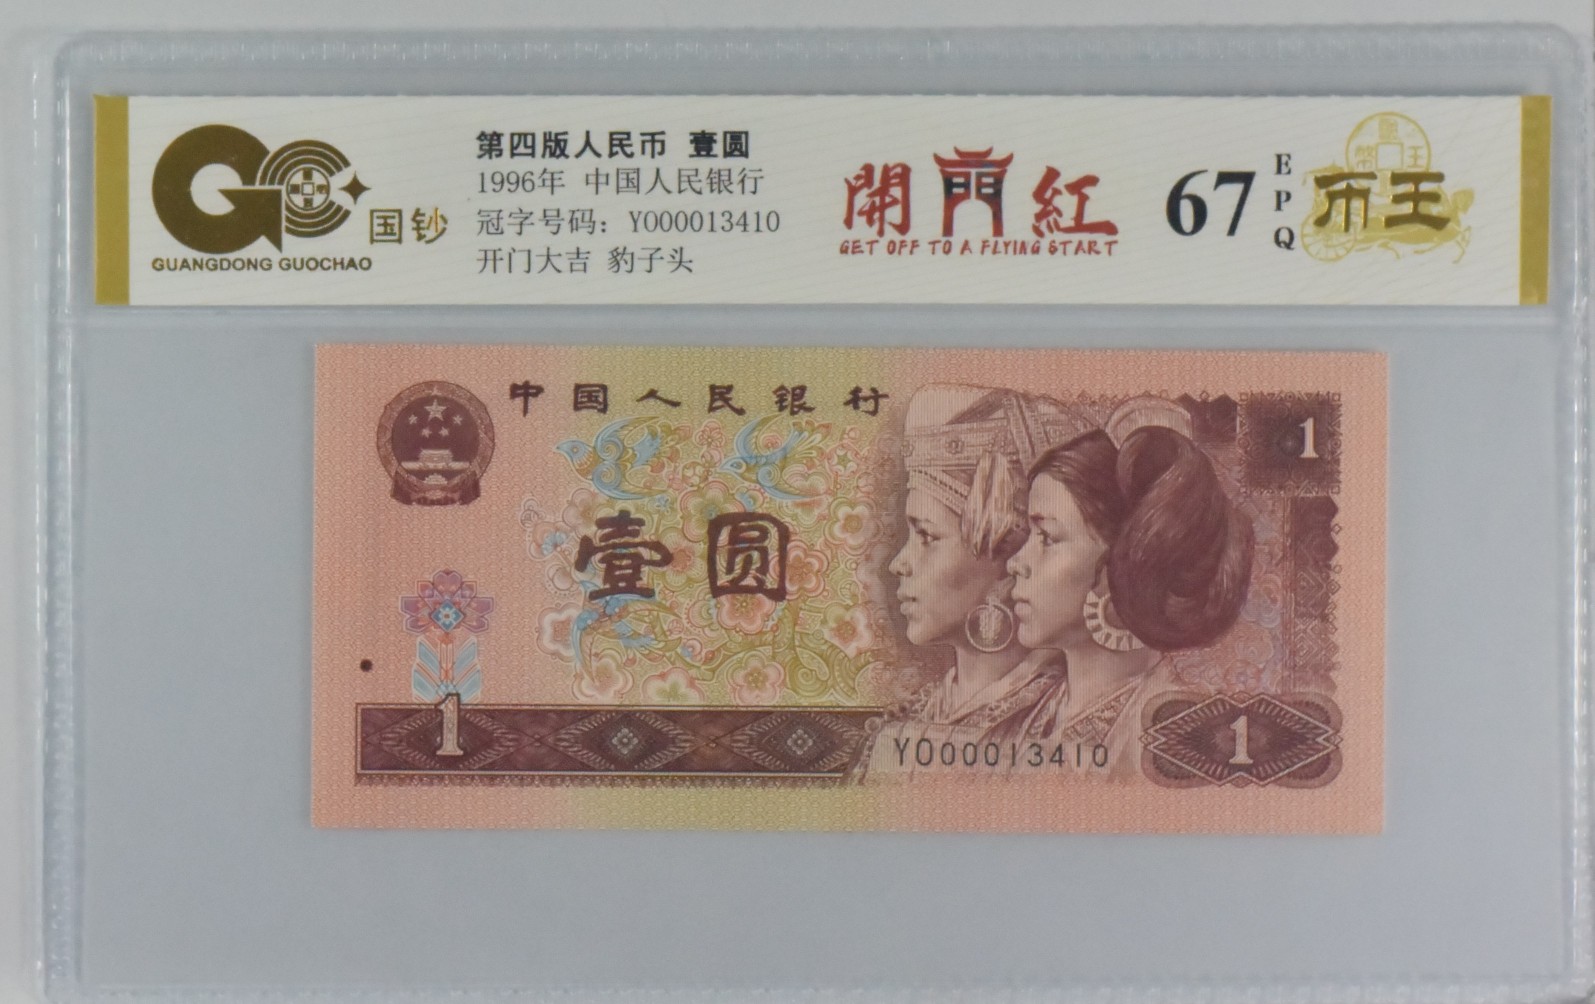 国钞
GUANGDONG GUOCHAO
第四版人民币 壹圆
1996年 中国人民银行
冠字号码：YO00013410
开门大吉 豹子头
開門紅
GET OFF TO A FLYING START
67
EPQ
币王
中国人民银行
1
壹圆
1
YO00013410
1